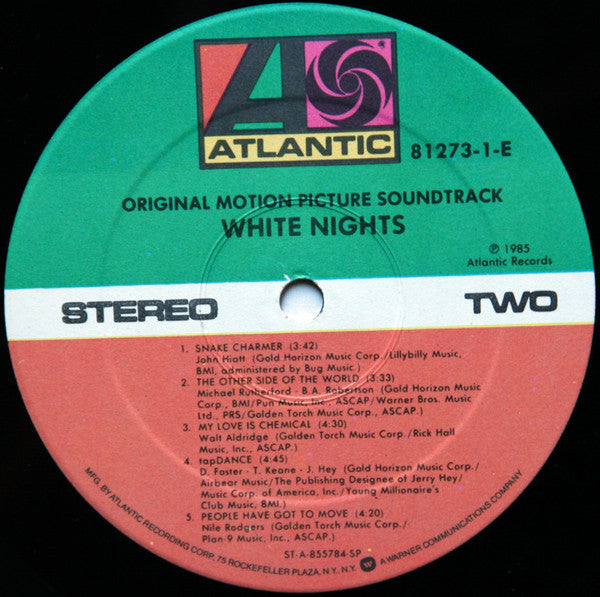 ATLANTIC
81273-1-E
ORIGINAL MOTION PICTURE SOUNDTRACK
WHITE NIGHTS
℗ 1985
Atlantic Records
STEREO
TWO
1. SNAKE CHARMER (3:42)
John Hiatt (Gold Horizon Music Corp./Lillybilly Music,
BMI, administered by Bug Music.)
2. THE OTHER SIDE OF THE WORLD (3:33)
Michael Rutherford - B.A. Robertson (Gold Horizon Music
Corp., BMI/Pun Music, Inc., ASCAP/Warner Bros. Music
Ltd., PRS/Golden Torch Music Corp., ASCAP.)
3. MY LOVE IS CHEMICAL (4:30)
Walt Aldridge (Golden Torch Music Corp./Rick Hall
Music, Inc., ASCAP.)
4. tapDANCE (4:45)
D. Foster - T. Keane - J. Hey (Gold Horizon Music Corp./
Airbear Music/The Publishing Designee of Jerry Hey/
Music Corp. of America, Inc./Young Millionaire's
Club Music, BMI.)
5. PEOPLE HAVE GOT TO MOVE (4:20)
Nile Rodgers (Golden Torch Music Corp./
Plan-9 Music, Inc., ASCAP.)
ST-A-855784-SP
MFG. BY ATLANTIC RECORDING CORP., 75 ROCKEFELLER PLAZA, N.Y., N.Y. W A WARNER COMMUNICATIONS COMPANY